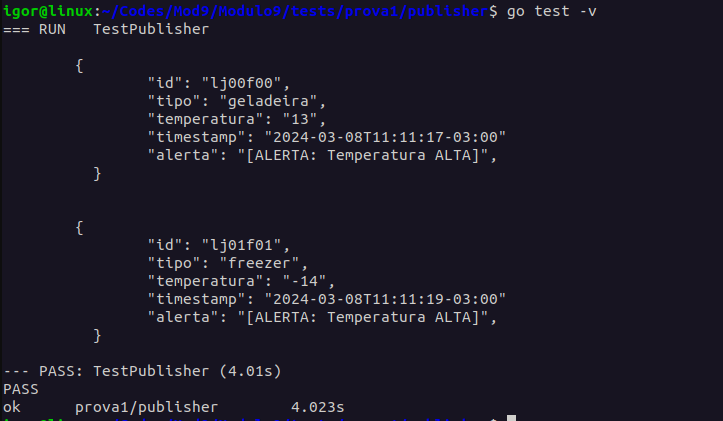 igor@linux:~/Codes/Mod9/Modulo9/tests/prova1/publisher$ go test -v
=== RUN   TestPublisher
{
"id": "lj00f00",
"tipo": "geladeira",
"temperatura": "13",
"timestamp": "2024-03-08T11:11:17-03:00"
"alerta": "[ALERTA: Temperatura ALTA]",
}
{
"id": "lj01f01",
"tipo": "freezer",
"temperatura": "-14",
"timestamp": "2024-03-08T11:11:19-03:00"
"alerta": "[ALERTA: Temperatura ALTA]",
}
--- PASS: TestPublisher (4.01s)
PASS
ok      prova1/publisher        4.023s